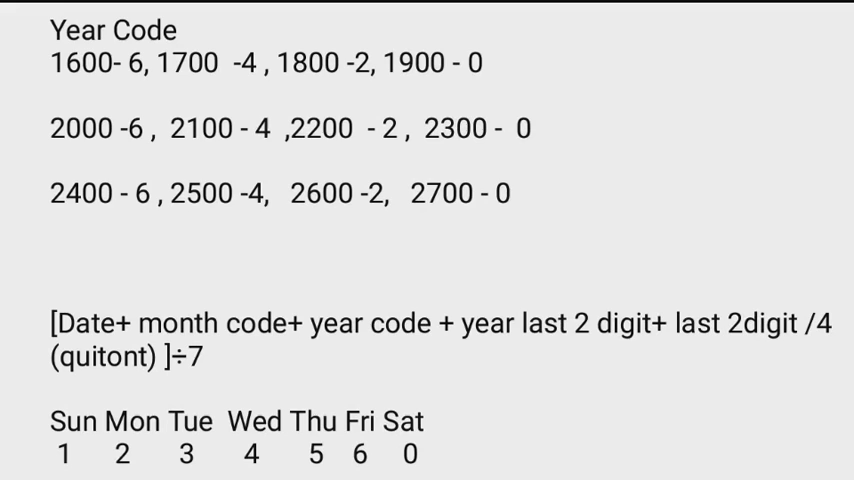 Year Code
1600- 6, 1700  -4 , 1800 -2, 1900 - 0
2000 -6 ,  2100 - 4  ,2200  - 2 ,  2300 -  0
2400 - 6 , 2500 -4,   2600 -2,   2700 - 0
[Date+ month code+ year code + year last 2 digit+ last 2digit /4
(quitont) ]÷7
Sun Mon Tue  Wed Thu Fri Sat
1 2 3 4 5 6 0